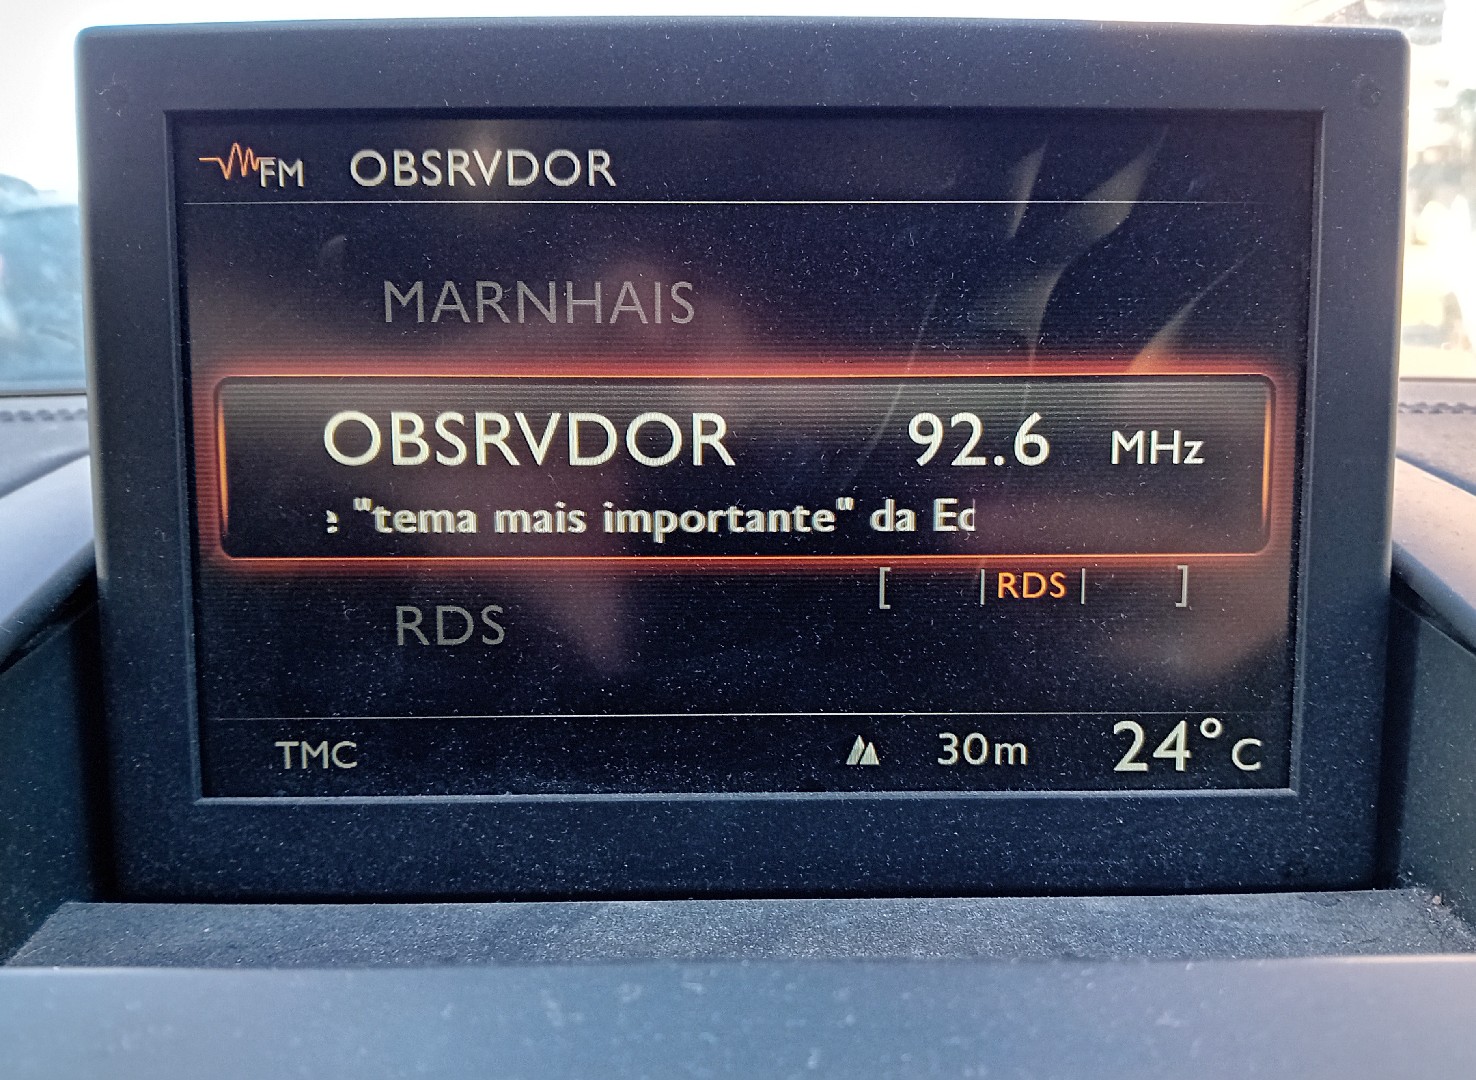 FM OBSRVDOR
MARNHAIS
OBSRVDOR 92.6 MHz
"tema mais importante" da
[ |RDS| ]
RDS
TMC 30m 24°C